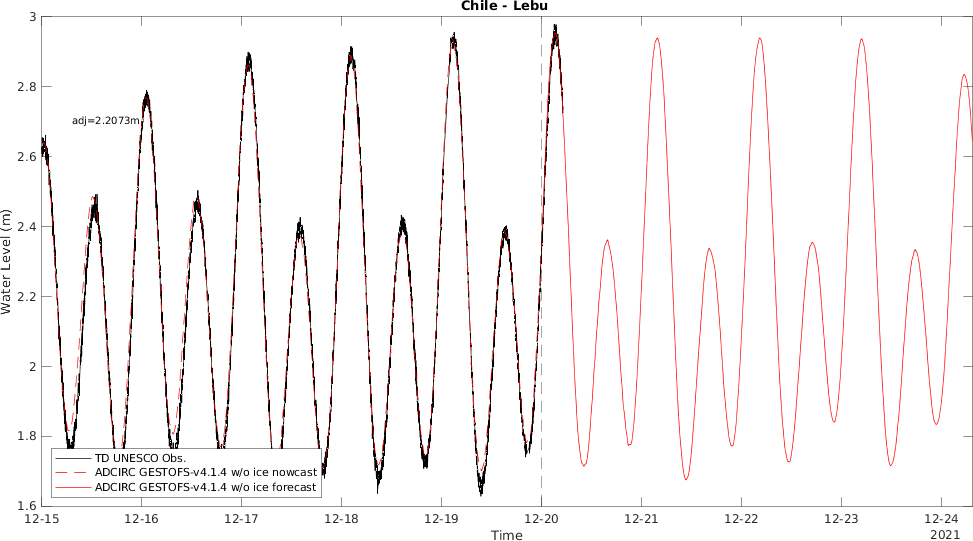 Chile - Lebu
3
2.8
2.6
2.4
2.2
2
1.8
1.6
Water Level (m)
adj=2.2073m
TD UNESCO Obs.
ADCIRC GESTOFS-v4.1.4 w/o ice nowcast
ADCIRC GESTOFS-v4.1.4 w/o ice forecast
12-15 12-16 12-17 12-18 12-19 12-20 12-21 12-22 12-23 12-24
Time 2021